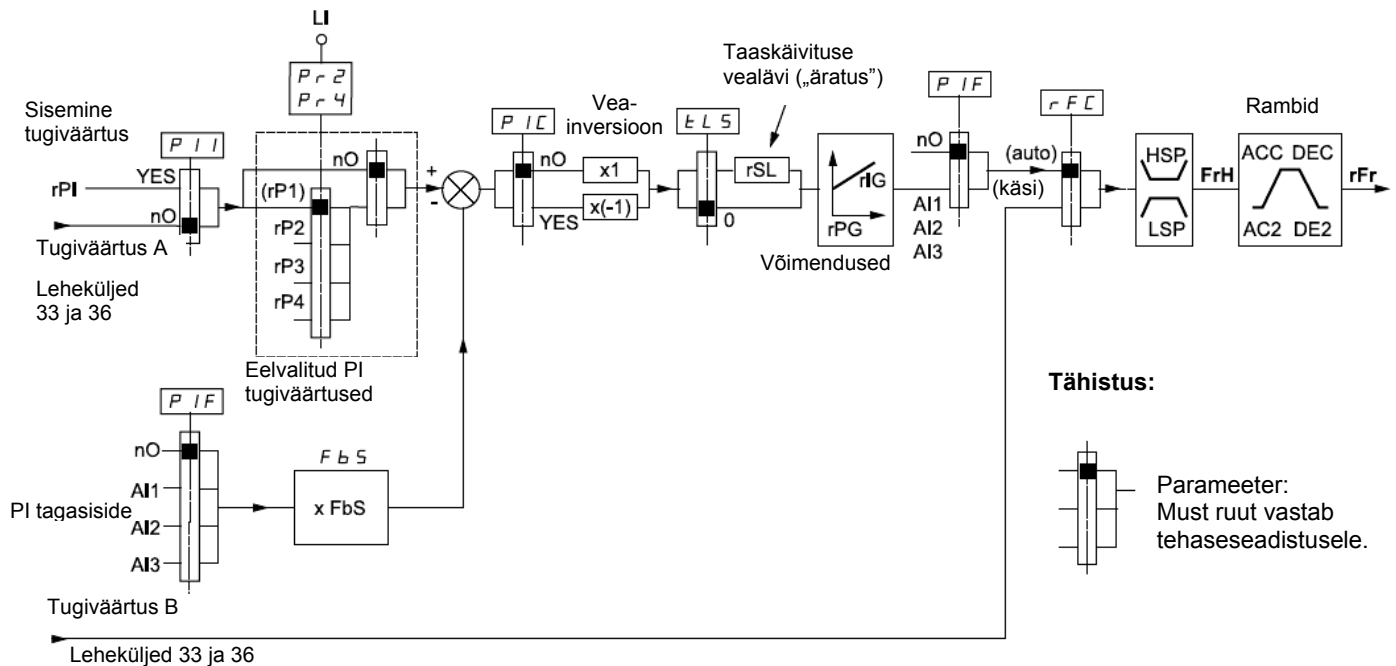 LI
Pr2
Pr4
Taaskäivituse
vealävi („äratus”)
Sisemine
tugiväärtus
PII
PIC
Vea-
inversioon
tLS
PIF
rFC
Rambid
rPI
YES
nO
Tugiväärtus A
Leheküljed
33 ja 36
nO
(rP1)
rP2
rP3
rP4
Eelvalitud PI
tugiväärtused
+
-
nO
YES
x1
x(-1)
rSL
0
rIG
rPG
Võimendused
nO
AI1
AI2
AI3
(auto)
(käsi)
HSP
LSP
FrH
ACC DEC
AC2 DE2
rFr
PIF
nO
AI1
PI tagasiside
AI2
AI3
FbS
x FbS
Tähistus:
Parameeter:
Must ruut vastab
tehaseseadistusele.
Tugiväärtus B
Leheküljed 33 ja 36